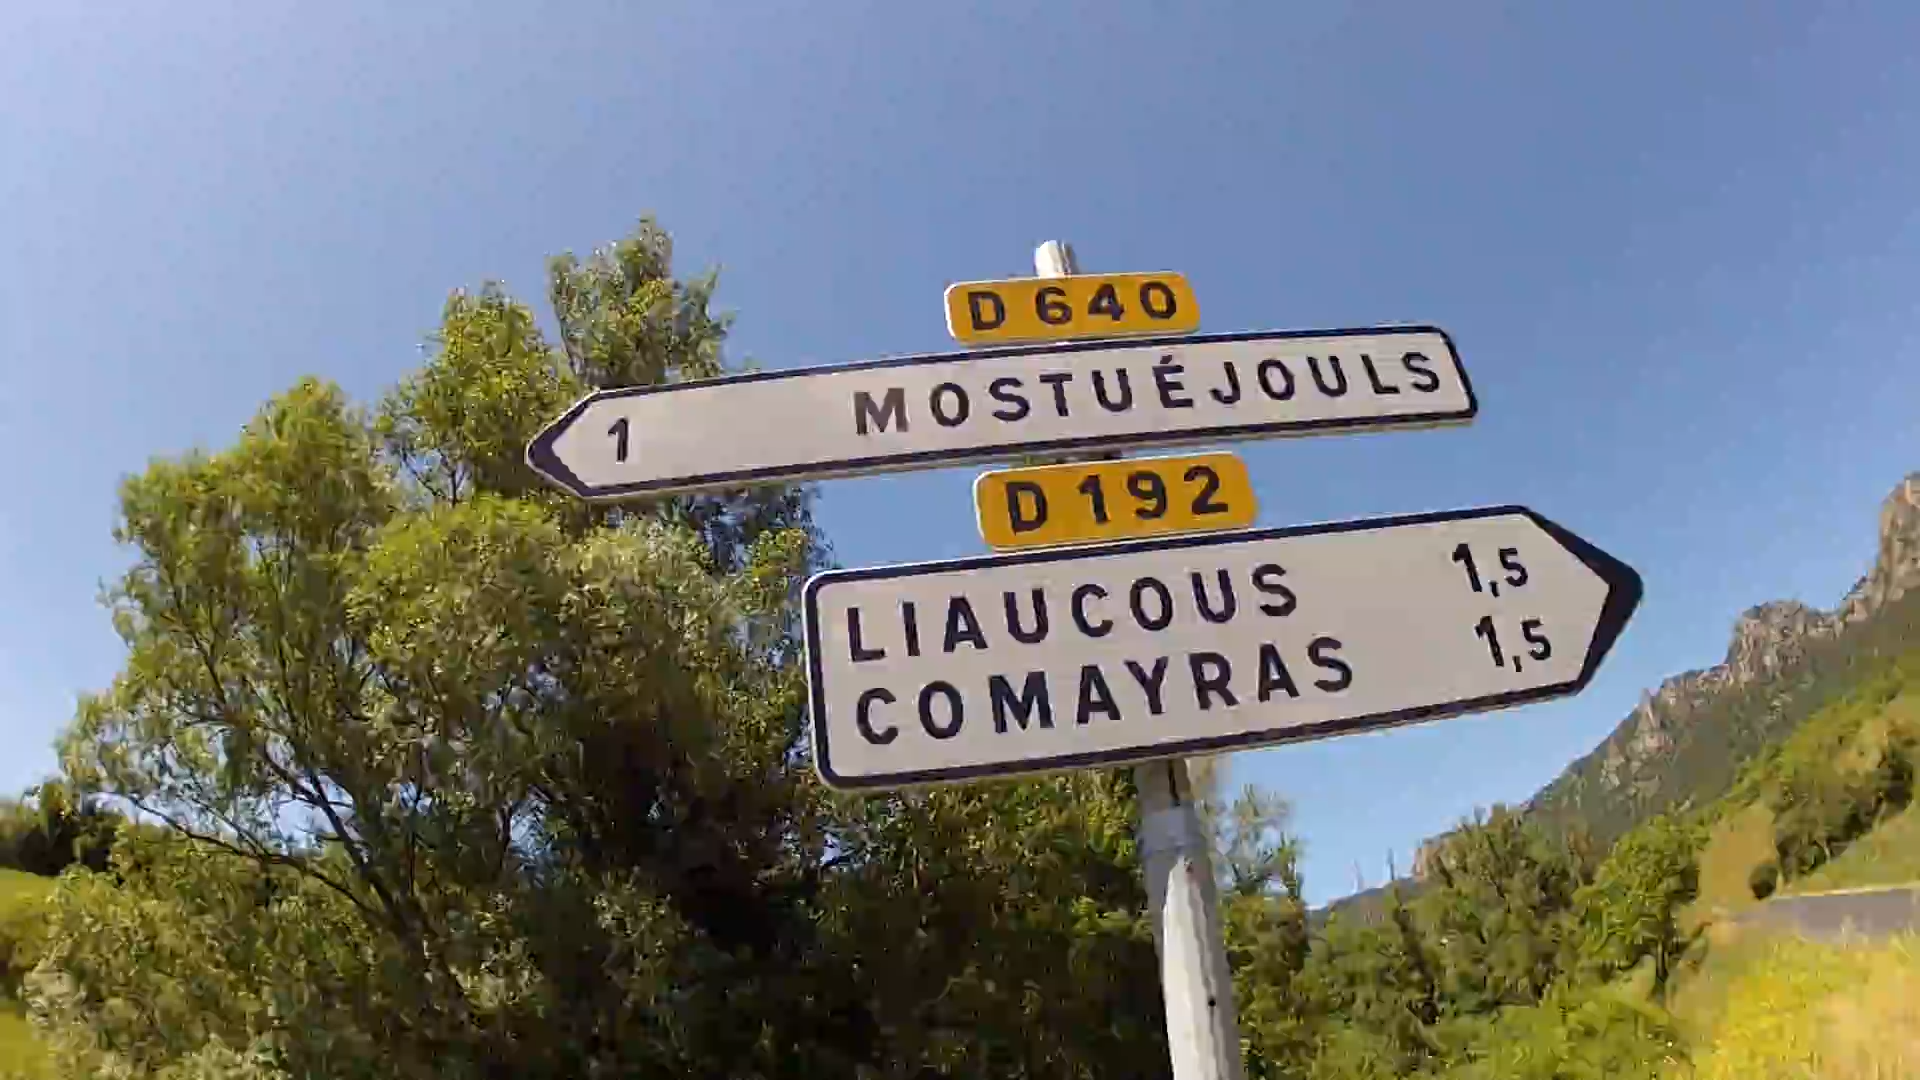 D 640
1 MOSTUÉJOULS
D 192
LIAUCOUS 1,5
COMAYRAS 1,5